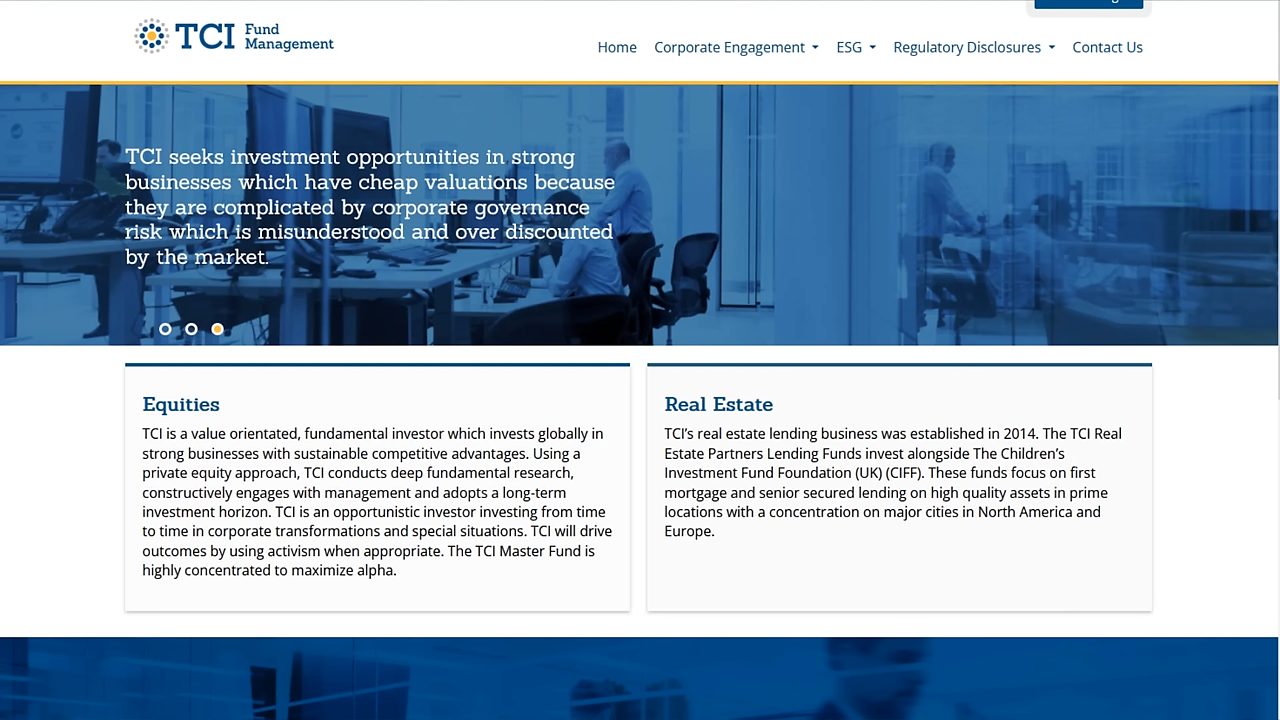 TCI Fund
Management
Home Corporate Engagement ESG Regulatory Disclosures Contact Us
TCI seeks investment opportunities in strong
businesses which have cheap valuations because
they are complicated by corporate governance
risk which is misunderstood and over discounted
by the market.
Equities
TCI is a value orientated, fundamental investor which invests globally in
strong businesses with sustainable competitive advantages. Using a
private equity approach, TCI conducts deep fundamental research,
constructively engages with management and adopts a long-term
investment horizon. TCI is an opportunistic investor investing from time
to time in corporate transformations and special situations. TCI will drive
outcomes by using activism when appropriate. The TCI Master Fund is
highly concentrated to maximize alpha.
Real Estate
TCI’s real estate lending business was established in 2014. The TCI Real
Estate Partners Lending Funds invest alongside The Children’s
Investment Fund Foundation (UK) (CIFF). These funds focus on first
mortgage and senior secured lending on high quality assets in prime
locations with a concentration on major cities in North America and
Europe.